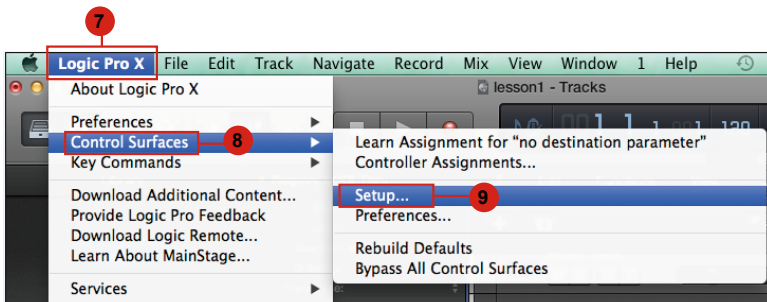 7
Logic Pro X File Edit Track Navigate Record Mix View Window 1 Help
About Logic Pro X
lesson1 - Tracks
Preferences
Control Surfaces 8
Learn Assignment for “no destination parameter”
Key Commands
Controller Assignments...
Download Additional Content...
Setup... 9
Provide Logic Pro Feedback
Preferences...
Download Logic Remote...
Learn About MainStage...
Rebuild Defaults
Bypass All Control Surfaces
Services